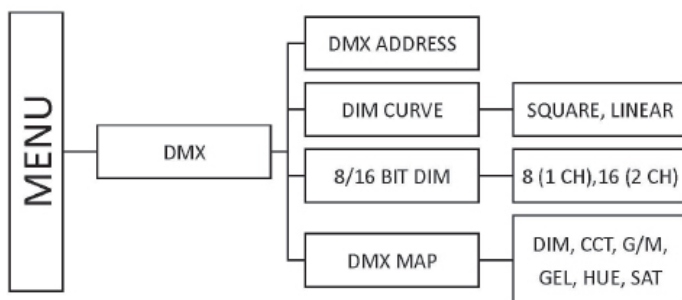 MENU
DMX
DMX ADDRESS
DIM CURVE
SQUARE, LINEAR
8/16 BIT DIM
8 (1 CH),16 (2 CH)
DMX MAP
DIM, CCT, G/M,
GEL, HUE, SAT